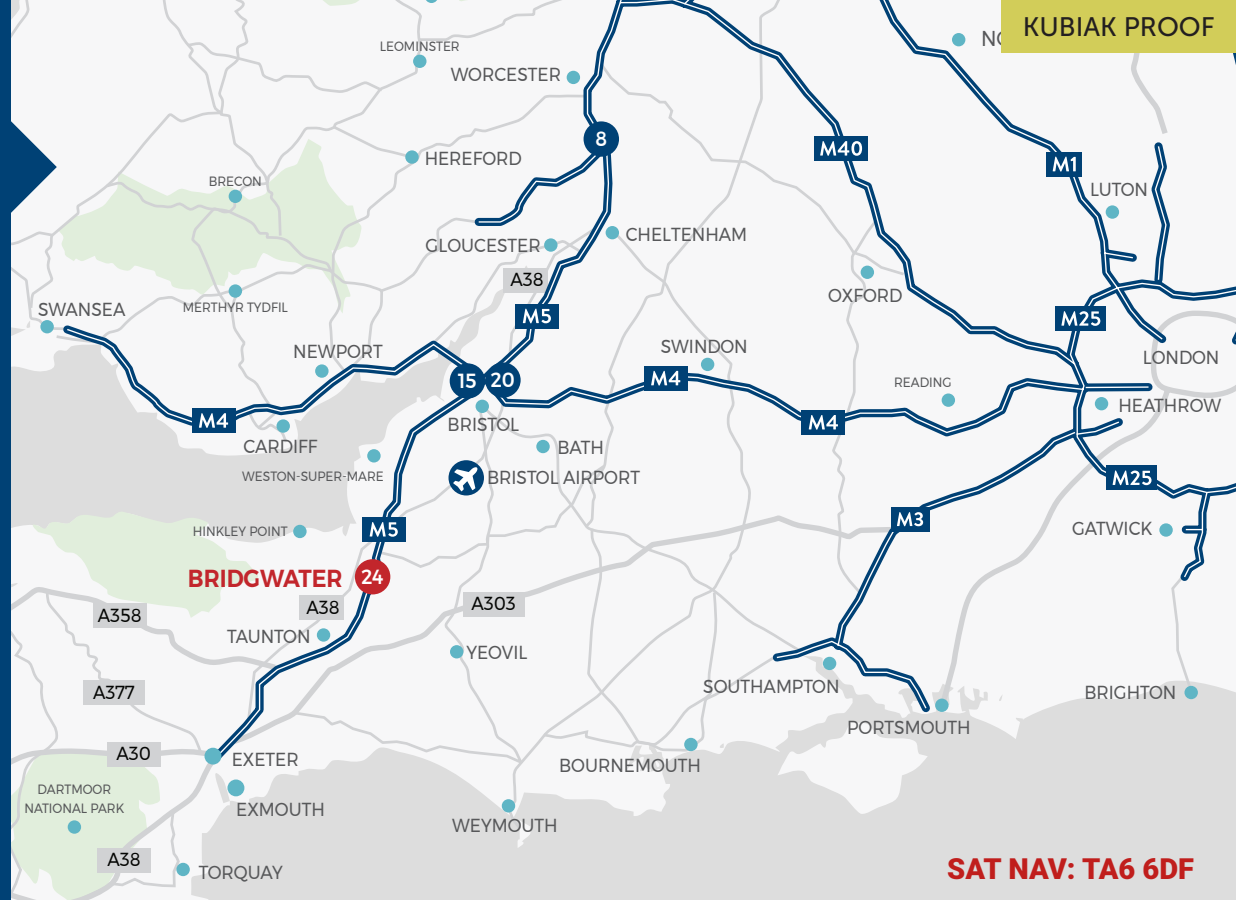 KUBIAK PROOF
LEOMINSTER
WORCESTER
8
M40
M1
HEREFORD
BRECON
LUTON
GLOUCESTER
CHELTENHAM
A38
OXFORD
SWANSEA
MERTHYR TYDFIL
M5
M25
NEWPORT
SWINDON
LONDON
15
20
M4
READING
HEATHROW
M4
M4
BRISTOL
CARDIFF
BATH
WESTON-SUPER-MARE
BRISTOL AIRPORT
M25
M3
HINKLEY POINT
M5
GATWICK
BRIDGWATER
24
A358
A38
A303
TAUNTON
YEOVIL
A377
SOUTHAMPTON
BRIGHTON
PORTSMOUTH
A30
EXETER
BOURNEMOUTH
DARTMOOR
NATIONAL PARK
EXMOUTH
WEYMOUTH
A38
TORQUAY
SAT NAV: TA6 6DF